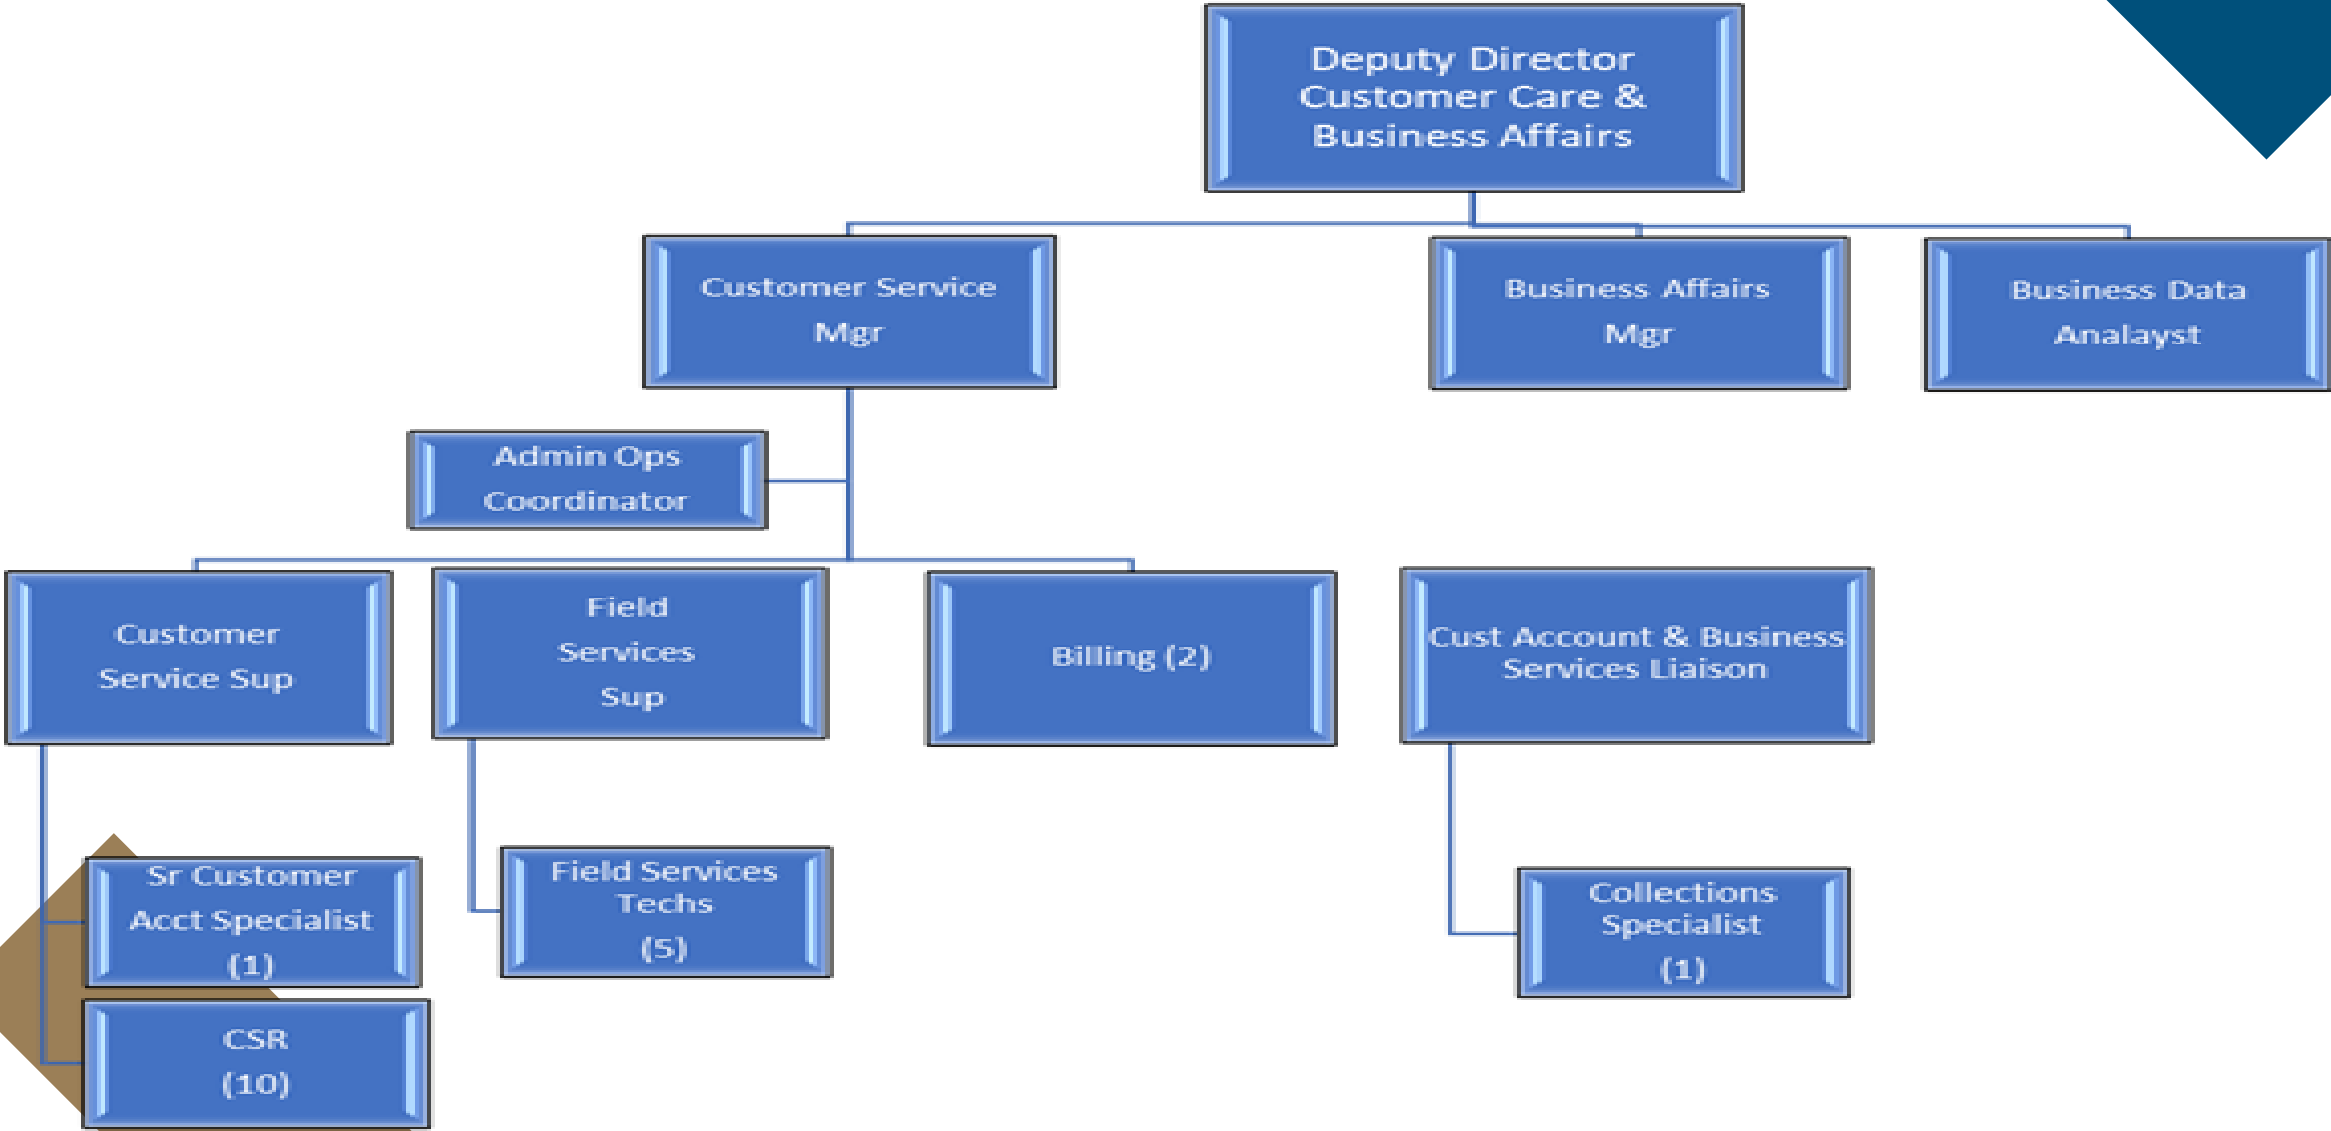 Deputy Director
Customer Care &
Business Affairs
Customer Service
Mgr
Business Affairs
Mgr
Business Data
Analayst
Admin Ops
Coordinator
Customer
Service Sup
Field
Services
Sup
Billing (2)
Cust Account & Business
Services Liaison
Sr Customer
Acct Specialist
(1)
Field Services
Techs
(5)
Collections
Specialist
(1)
CSR
(10)